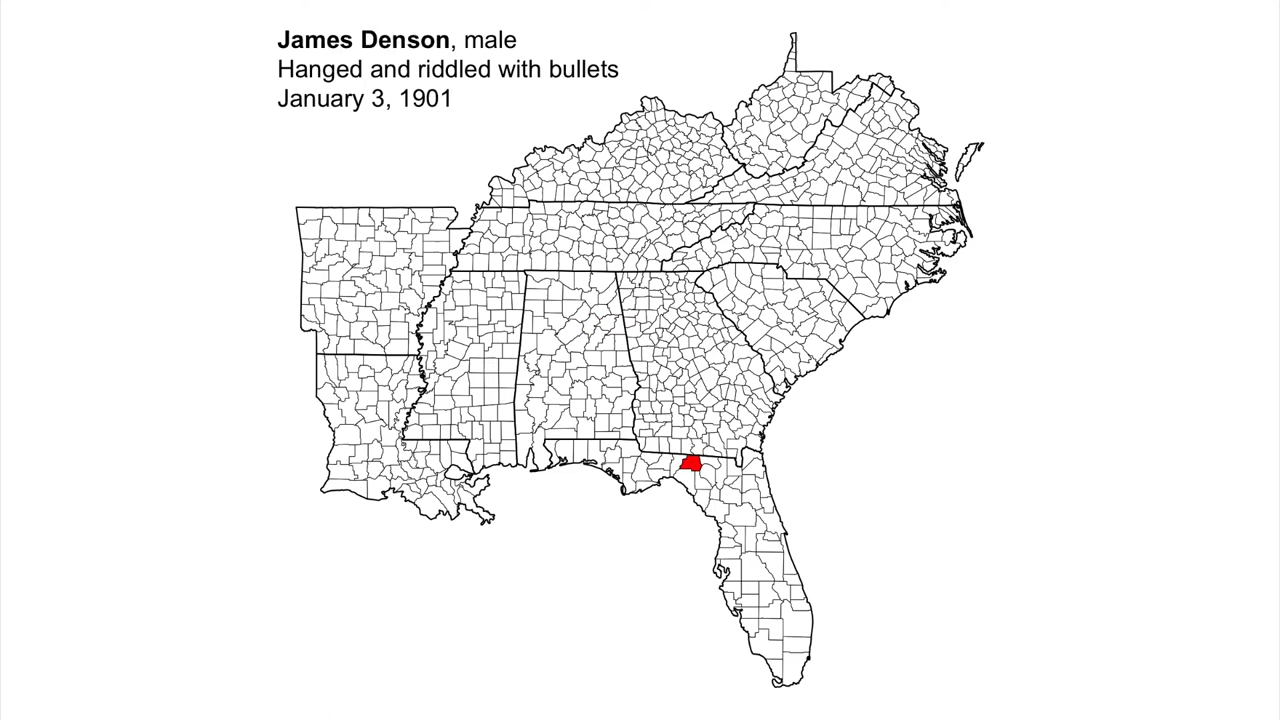 James Denson, male
Hanged and riddled with bullets
January 3, 1901